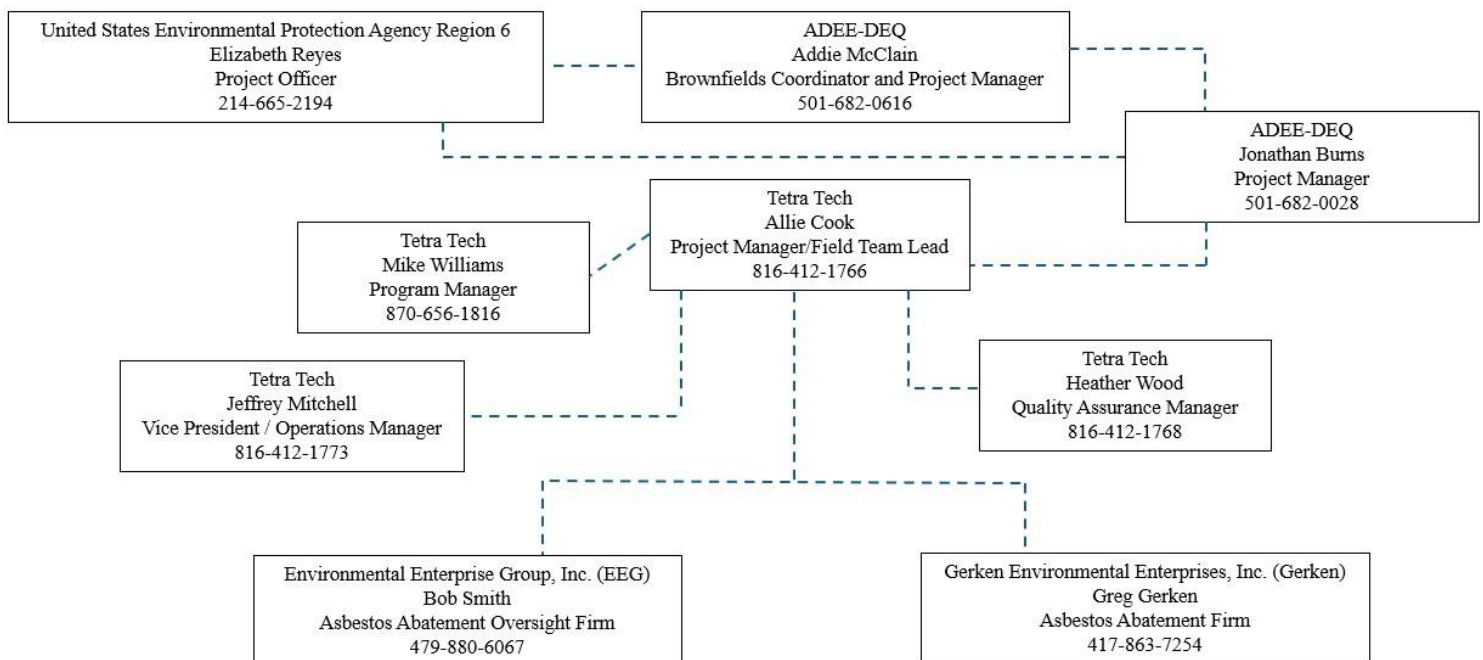 United States Environmental Protection Agency Region 6
Elizabeth Reyes
Project Officer
214-665-2194
ADEE-DEQ
Addie McClain
Brownfields Coordinator and Project Manager
501-682-0616
ADEE-DEQ
Jonathan Burns
Project Manager
501-682-0028
Tetra Tech
Allie Cook
Project Manager/Field Team Lead
816-412-1766
Tetra Tech
Mike Williams
Program Manager
870-656-1816
Tetra Tech
Jeffrey Mitchell
Vice President / Operations Manager
816-412-1773
Tetra Tech
Heather Wood
Quality Assurance Manager
816-412-1768
Environmental Enterprise Group, Inc. (EEG)
Bob Smith
Asbestos Abatement Oversight Firm
479-880-6067
Gerken Environmental Enterprises, Inc. (Gerken)
Greg Gerken
Asbestos Abatement Firm
417-863-7254